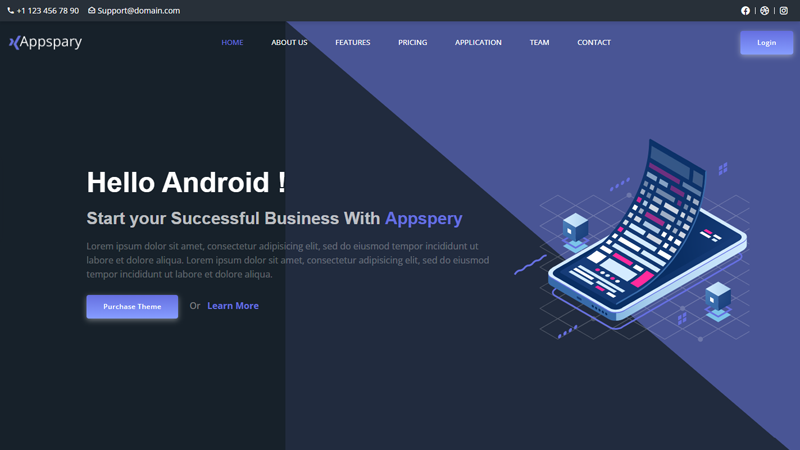 +1 123 456 78 90 Support@domain.com
Appspary HOME ABOUT US FEATURES PRICING APPLICATION TEAM CONTACT Login
Hello Android !
Start your Successful Business With Appspery
Lorem ipsum dolor sit amet, consectetur adipisicing elit, sed do eiusmod tempor incididunt ut
labore et dolore aliqua. Lorem ipsum dolor sit amet, consectetur adipisicing elit, sed do eiusmod
tempor incididunt ut labore et dolore aliqua.
Purchase Theme Or Learn More